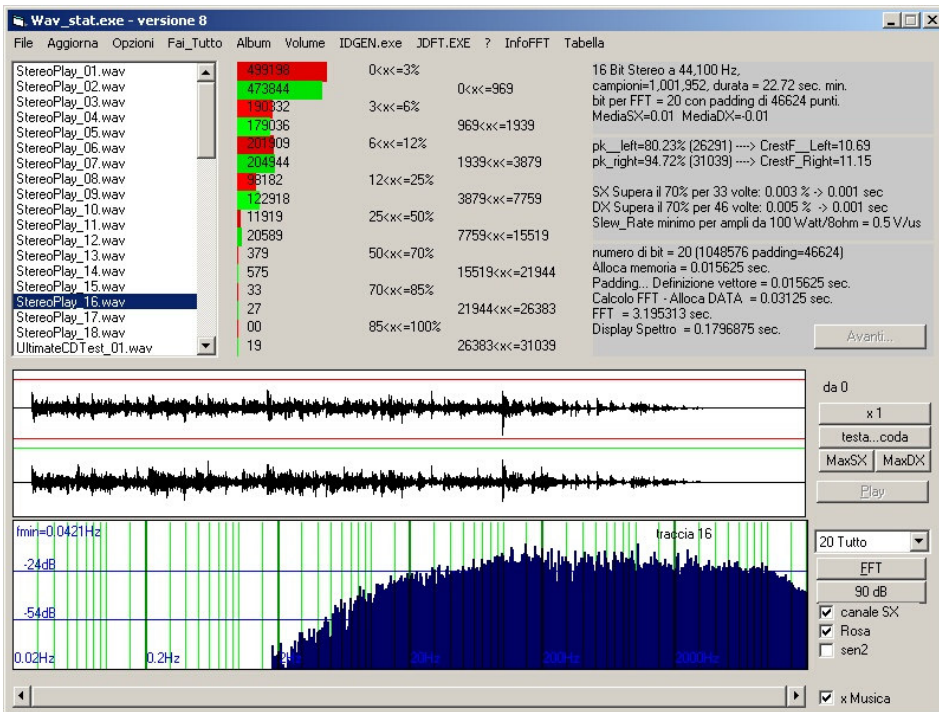 Wav_stat.exe - versione 8
File Aggiorna Opzioni Fai_Tutto Album Volume IDGEN.exe JDFT.EXE ? InfoFFT Tabella
StereoPlay_01.wav
StereoPlay_02.wav
StereoPlay_03.wav
StereoPlay_04.wav
StereoPlay_05.wav
StereoPlay_06.wav
StereoPlay_07.wav
StereoPlay_08.wav
StereoPlay_09.wav
StereoPlay_10.wav
StereoPlay_11.wav
StereoPlay_12.wav
StereoPlay_13.wav
StereoPlay_14.wav
StereoPlay_15.wav
StereoPlay_16.wav
StereoPlay_17.wav
StereoPlay_18.wav
UltimateCDTest_01.wav
499198 0<x<=3%
473844 0<x<=969
190332 3<x<=6%
179036 969<x<=1939
201909 6<x<=12%
204944 1939<x<=3879
98182 12<x<=25%
122918 3879<x<=7759
11919 25<x<=50%
20589 7759<x<=15519
379 50<x<=70%
575 15519<x<=21944
33 70<x<=85%
27 21944<x<=26383
00 85<x<=100%
19 26383<x<=31039
16 Bit Stereo a 44,100 Hz,
campioni=1,001,952, durata = 22.72 sec. min.
bit per FFT = 20 con padding di 46624 punti.
MediaSX=0.01 MediaDX=-0.01
pk__left=80.23% (26291) ----> CrestF__Left=10.69
pk_right=94.72% (31039) ----> CrestF_Right=11.15
SX Supera il 70% per 33 volte: 0.003 % -> 0.001 sec
DX Supera il 70% per 46 volte: 0.005 % -> 0.001 sec
Slew_Rate minimo per ampli da 100 Watt/8ohm = 0.5 V/us
numero di bit = 20 (1048576 padding=46624)
Alloca memoria = 0.015625 sec.
Padding... Definizione vettore = 0.015625 sec.
Calcolo FFT - Alloca DATA = 0.03125 sec.
FFT = 3.195313 sec.
Display Spettro = 0.1796875 sec.
Avanti...
da 0
x 1
testa...coda
MaxSX MaxDX
Play
fmin=0.0421Hz
traccia 16
-24dB
-54dB
0.02Hz 0.2Hz 2Hz 20Hz 200Hz 2000Hz
20 Tutto
FFT
90 dB
canale SX
Rosa
sen2
x Musica